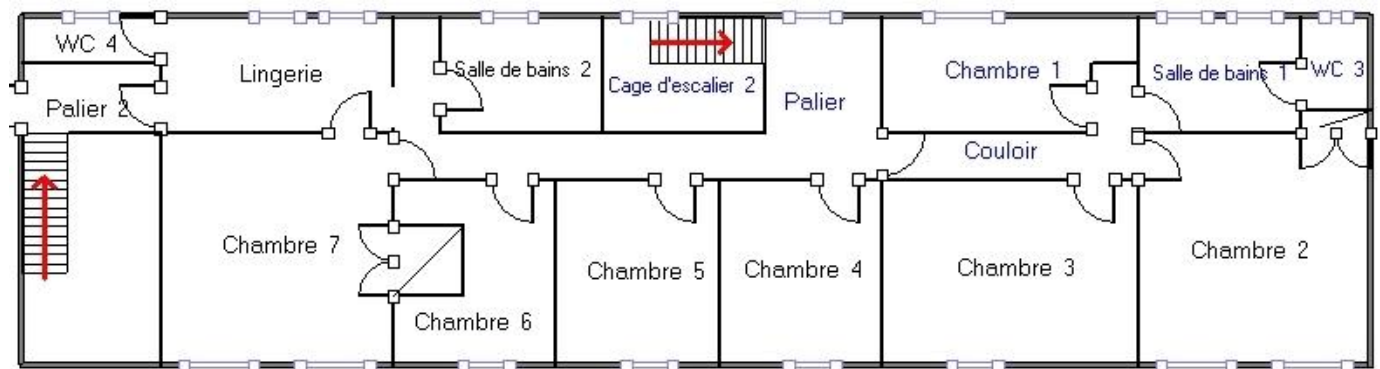 WC 4
Lingerie
Salle de bains 2
Cage d'escalier 2
Palier
Chambre 1
Salle de bains 1
WC 3
Palier 2
Couloir
Chambre 7
Chambre 6
Chambre 5
Chambre 4
Chambre 3
Chambre 2